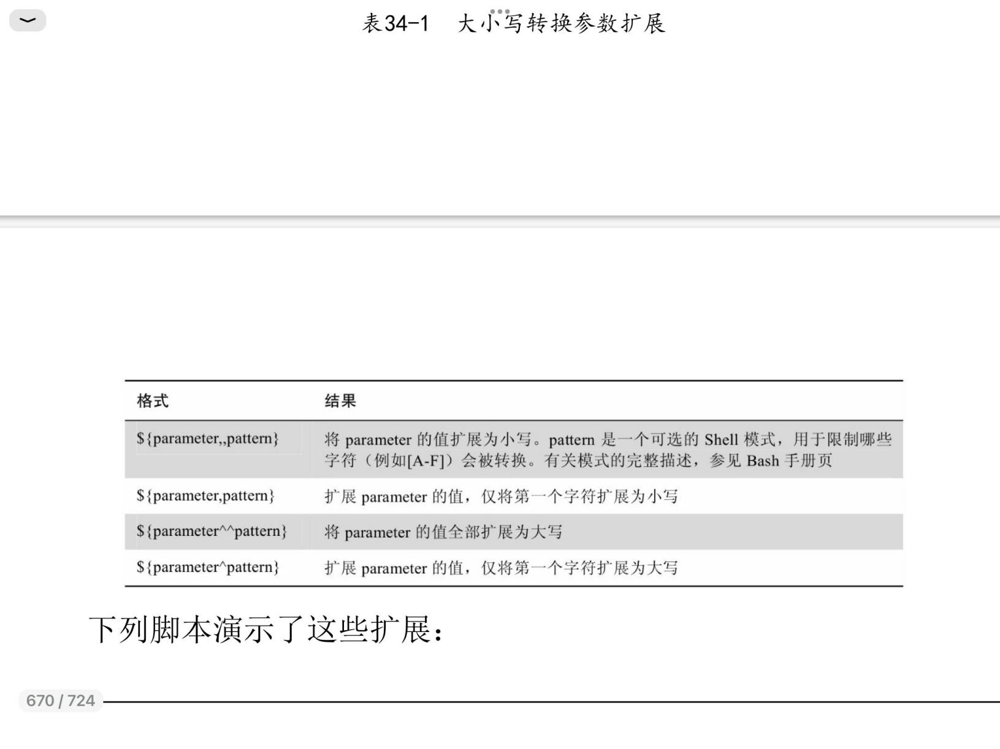 表34-1 大小写转换参数扩展
格式 结果
${parameter,,pattern} 将 parameter 的值扩展为小写。pattern 是一个可选的 Shell 模式，用于限制哪些
字符（例如[A-F]）会被转换。有关模式的完整描述，参见 Bash 手册页
${parameter,pattern} 扩展 parameter 的值，仅将第一个字符扩展为小写
${parameter^^pattern} 将 parameter 的值全部扩展为大写
${parameter^pattern} 扩展 parameter 的值，仅将第一个字符扩展为大写
下列脚本演示了这些扩展：
670 / 724